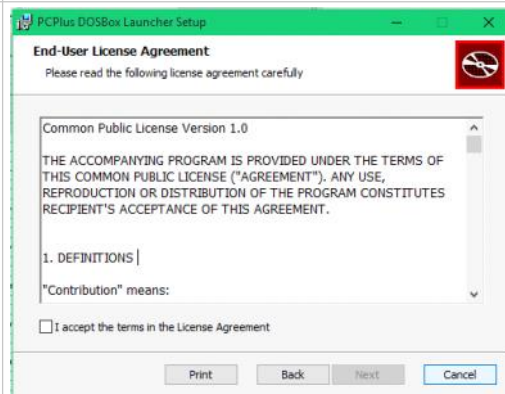 PCPlus DOSBox Launcher Setup
End-User License Agreement
Please read the following license agreement carefully
Common Public License Version 1.0
THE ACCOMPANYING PROGRAM IS PROVIDED UNDER THE TERMS OF
THIS COMMON PUBLIC LICENSE ("AGREEMENT"). ANY USE,
REPRODUCTION OR DISTRIBUTION OF THE PROGRAM CONSTITUTES
RECIPIENT'S ACCEPTANCE OF THIS AGREEMENT.
1. DEFINITIONS
"Contribution" means:
I accept the terms in the License Agreement
Print Back Next Cancel